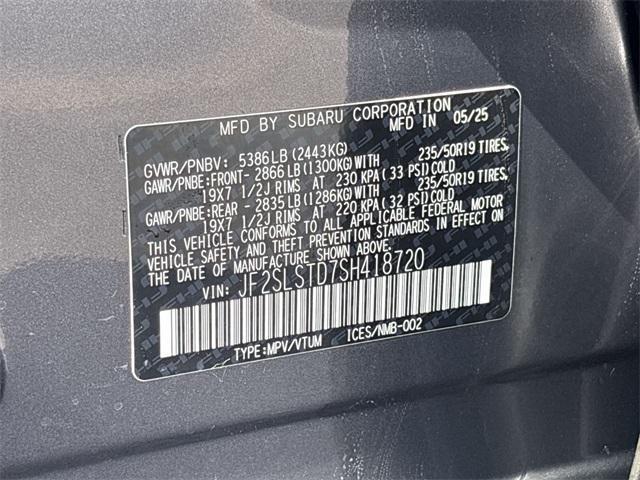 MFD BY SUBARU CORPORATION
MFD IN 05/25
GVWR/PNBV: 5386LB(2443KG)
GAWR/PNBE:FRONT- 2866LB(1300KG)WITH 235/50R19 TIRES,
19X7 1/2J RIMS AT 230 KPA( 33 PSI)COLD
GAWR/PNBE:REAR - 2835LB(1286KG)WITH 235/50R19 TIRES,
19X7 1/2J RIMS AT 220 KPA( 32 PSI)COLD
THIS VEHICLE CONFORMS TO ALL APPLICABLE FEDERAL MOTOR
VEHICLE SAFETY AND THEFT PREVENTION STANDARDS IN EFFECT ON
THE DATE OF MANUFACTURE SHOWN ABOVE.
VIN: JF2SLSTD7SH418720
TYPE:MPV/VTUM ICES/NMB-002